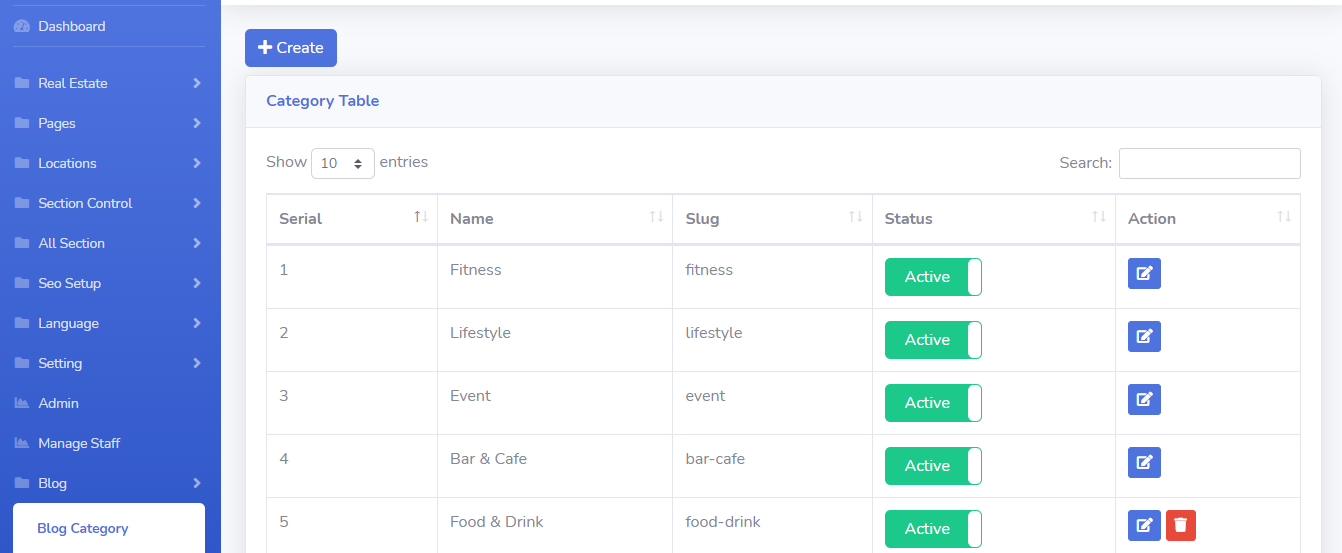 Dashboard
Real Estate
Pages
Locations
Section Control
All Section
Seo Setup
Language
Setting
Admin
Manage Staff
Blog
Blog Category
Create
Category Table
Show 10 entries
Search:
Serial Name Slug Status Action
1 Fitness fitness Active
2 Lifestyle lifestyle Active
3 Event event Active
4 Bar & Cafe bar-cafe Active
5 Food & Drink food-drink Active